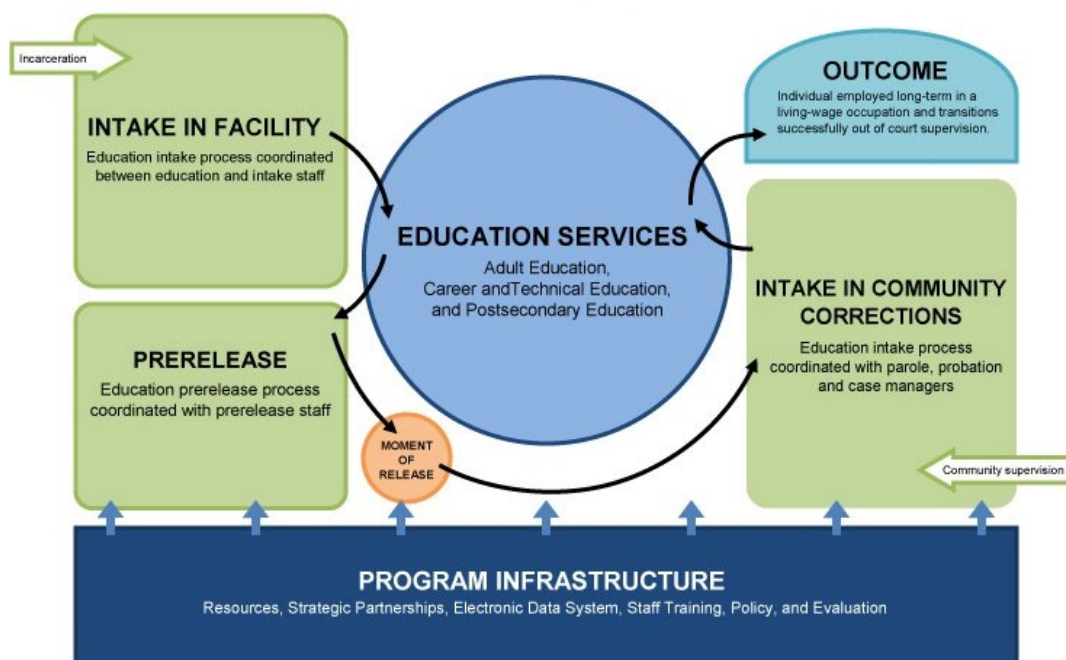 Incarceration
INTAKE IN FACILITY
Education intake process coordinated
between education and intake staff
PRERELEASE
Education prerelease process
coordinated with prerelease staff
MOMENT
OF
RELEASE
EDUCATION SERVICES
Adult Education,
Career andTechnical Education,
and Postsecondary Education
OUTCOME
Individual employed long-term in a
living-wage occupation and transitions
successfully out of court supervision.
INTAKE IN COMMUNITY
CORRECTIONS
Education intake process
coordinated with parole, probation
and case managers
Community supervision
PROGRAM INFRASTRUCTURE
Resources, Strategic Partnerships, Electronic Data System, Staff Training, Policy, and Evaluation